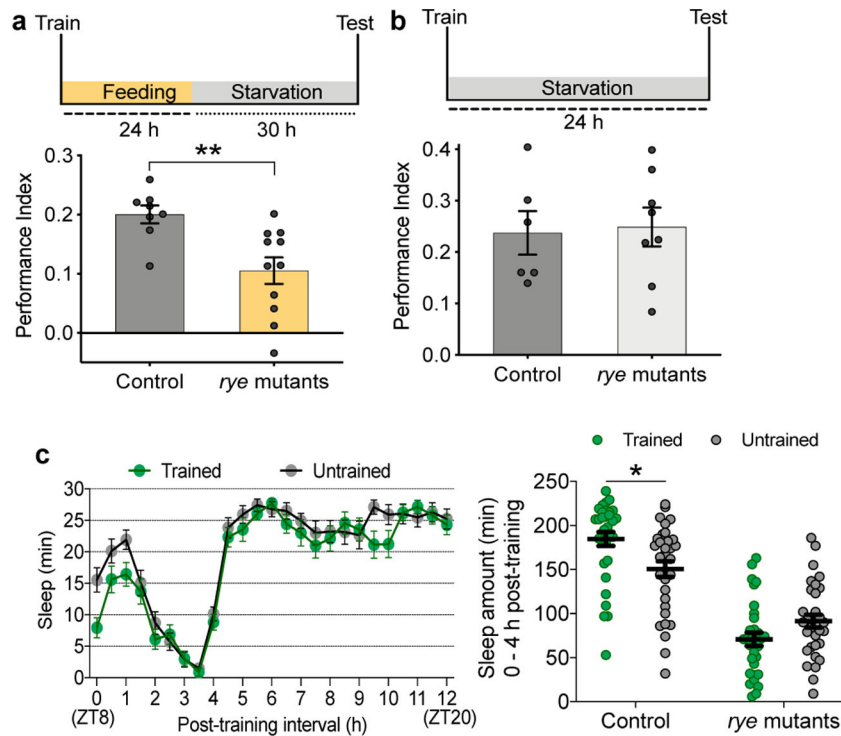 a
Train
Test
Feeding
Starvation
24 h
30 h
Performance Index
0.3
0.2
0.1
0.0
**
Control
rye mutants
b
Train
Test
Starvation
24 h
Performance Index
0.4
0.3
0.2
0.1
0.0
Control
rye mutants
c
Trained
Untrained
Sleep (min)
30
25
20
15
10
5
0
0 1 2 3 4 5 6 7 8 9 10 11 12
(ZT8)
Post-training interval (h)
(ZT20)
Trained
Untrained
*
Sleep amount (min)
0 - 4 h post-training
250
200
150
100
50
0
Control
rye mutants